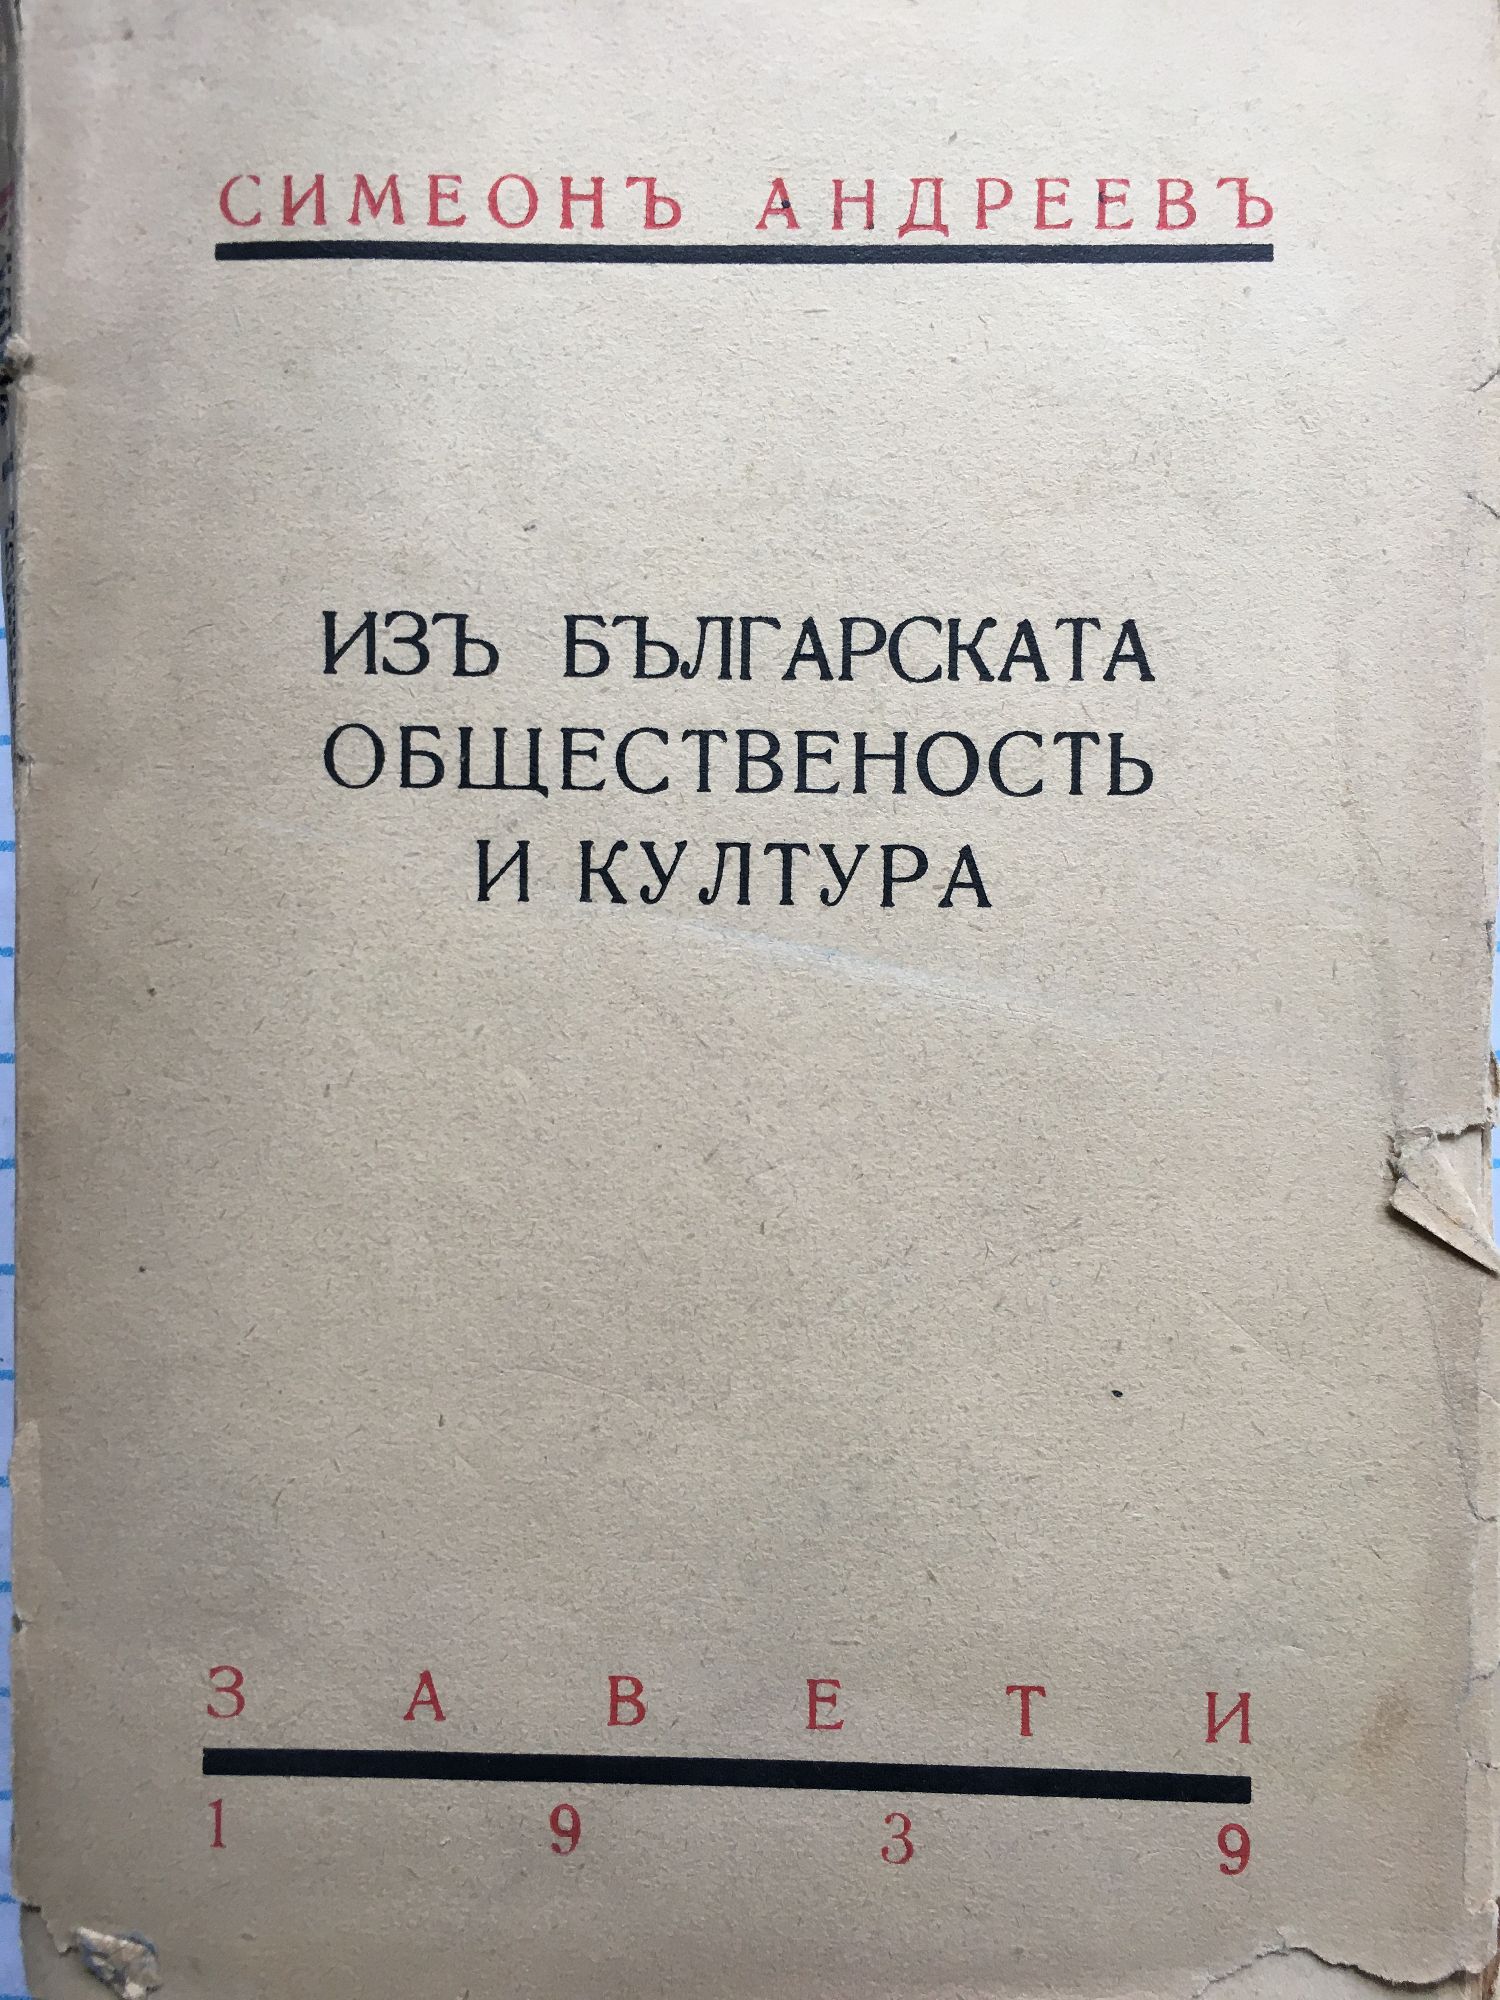 СИМЕОНЪ АНДРЕЕВЪ
ИЗЪ БЪЛГАРСКАТА
ОБЩЕСТВЕНОСТЬ
И КУЛТУРА
ЗАВЕТИ
1939